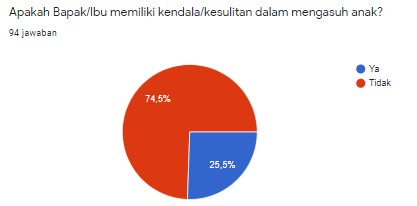 Apakah Bapak/Ibu memiliki kendala/kesulitan dalam mengasuh anak?
94 jawaban
Ya
Tidak
74,5%
25,5%